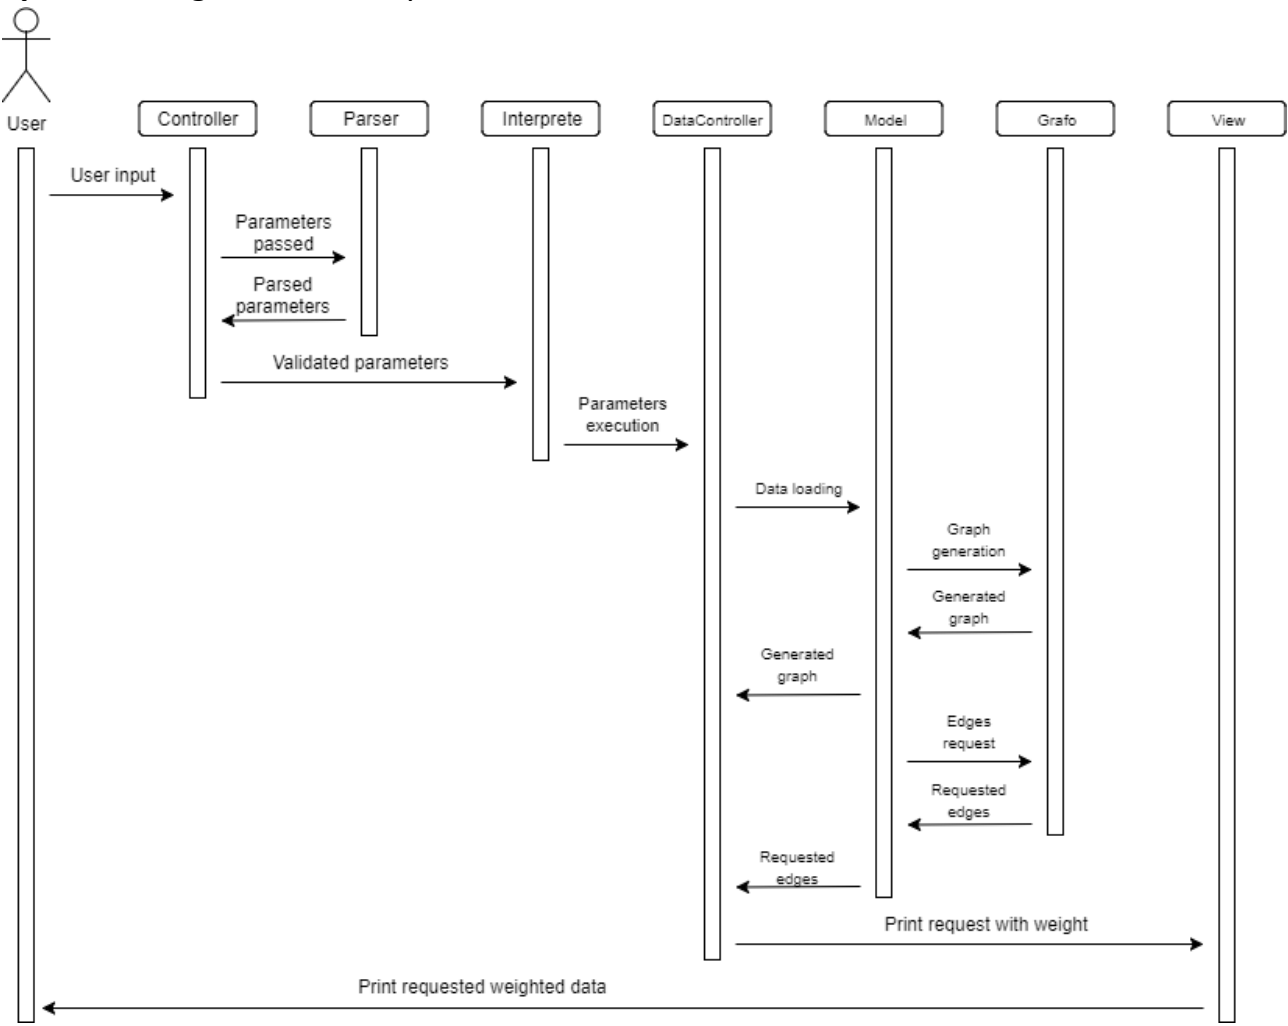 User
Controller
Parser
Interprete
DataController
Model
Grafo
View
User input
Parameters
passed
Parsed
parameters
Validated parameters
Parameters
execution
Data loading
Graph
generation
Generated
graph
Generated
graph
Edges
request
Requested
edges
Requested
edges
Print request with weight
Print requested weighted data